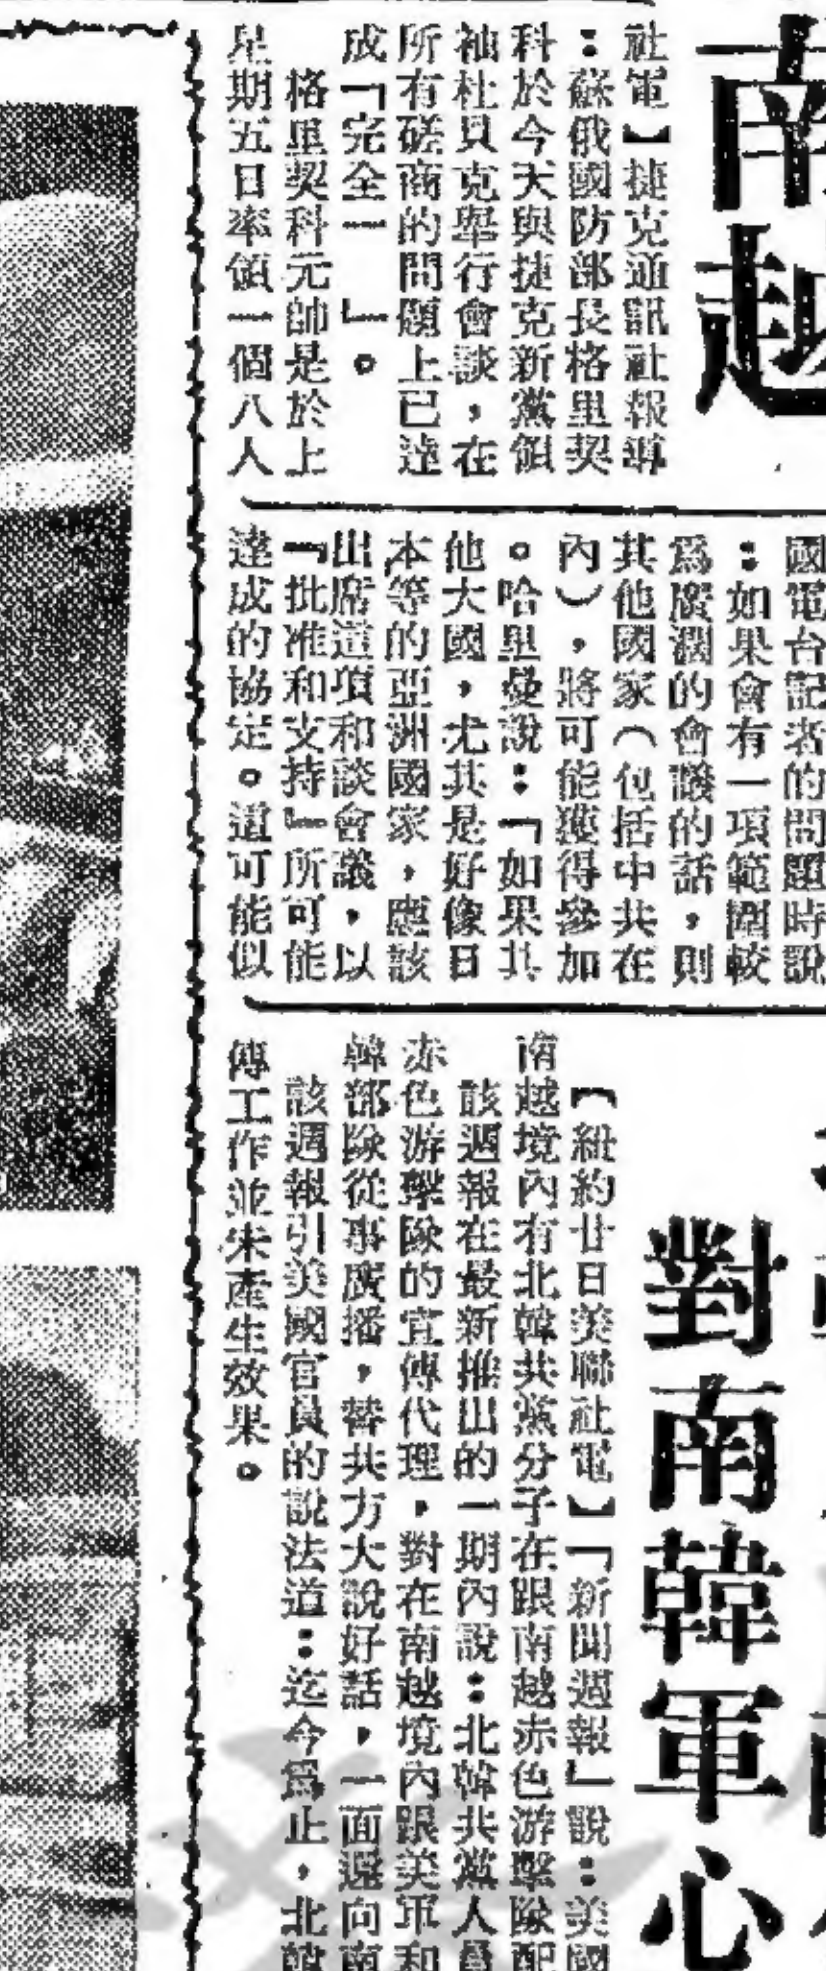 南越
社電】捷克通訊社報導
：蘇俄國防部長格里契
科於今天與捷克新黨領
袖杜貝克舉行會談，在
所有磋商的問題上已達
成「完全一　」。
格里契科元帥是於上
星期五日率領一個八人
國電台記者的問題時說
：如果會有一項範圍較
爲廣濶的會議的話，則
其他國家（包括中共在
內），將可能獲得參加
。哈里曼說：「如果其
他大國，尤其是好像日
本等的亞洲國家，應該
出席這項和談會議，以
「批准和支持」所可能
達成的協定。這可能似
對南韓軍心
【紐約廿日美聯社電】「新聞週報」說：美國
南越境內有北韓共黨分子在跟南越赤色游擊隊配
該週報在最新推出的一期內說：北韓共黨人員
赤色游擊隊的宣傳代理，對在南越境內跟美軍和
韓部隊從事廣播，替共方大說好話，一面還向南
該週報引美國官員的說法道：迄今爲止，北韓
傳工作並未產生效果。